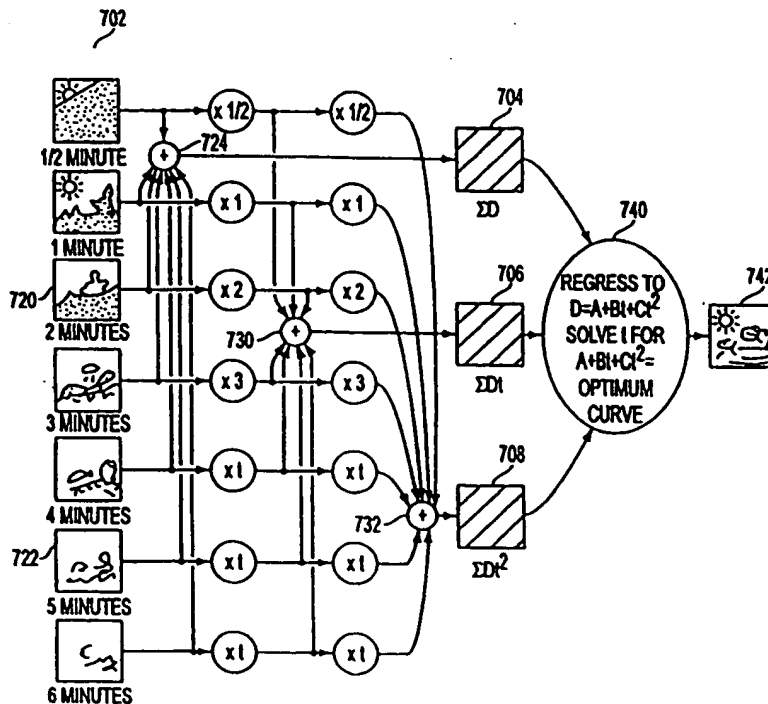 702
1/2 MINUTE
x 1/2
x 1/2
+
724
704
ΣD
1 MINUTE
x 1
x 1
720
2 MINUTES
x 2
x 2
730
+
706
ΣDt
740
REGRESS TO
D=A+Bt+Ct²
SOLVE t FOR
A+Bt+Ct²=
OPTIMUM
CURVE
742
3 MINUTES
x 3
x 3
4 MINUTES
x t
x t
732
+
708
ΣDt²
722
5 MINUTES
x t
x t
6 MINUTES
x t
x t